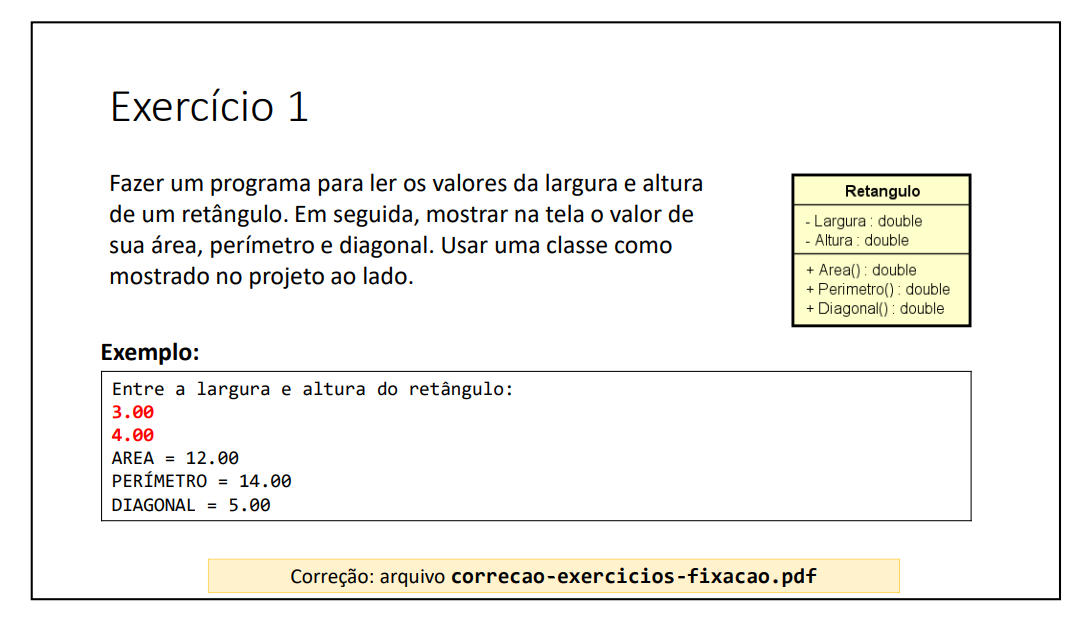 Exercício 1
Fazer um programa para ler os valores da largura e altura
de um retângulo. Em seguida, mostrar na tela o valor de
sua área, perímetro e diagonal. Usar uma classe como
mostrado no projeto ao lado.
Retangulo
- Largura : double
- Altura : double
+ Area() : double
+ Perimetro() : double
+ Diagonal() : double
Exemplo:
Entre a largura e altura do retângulo:
3.00
4.00
AREA = 12.00
PERÍMETRO = 14.00
DIAGONAL = 5.00
Correção: arquivo correcao-exercicios-fixacao.pdf